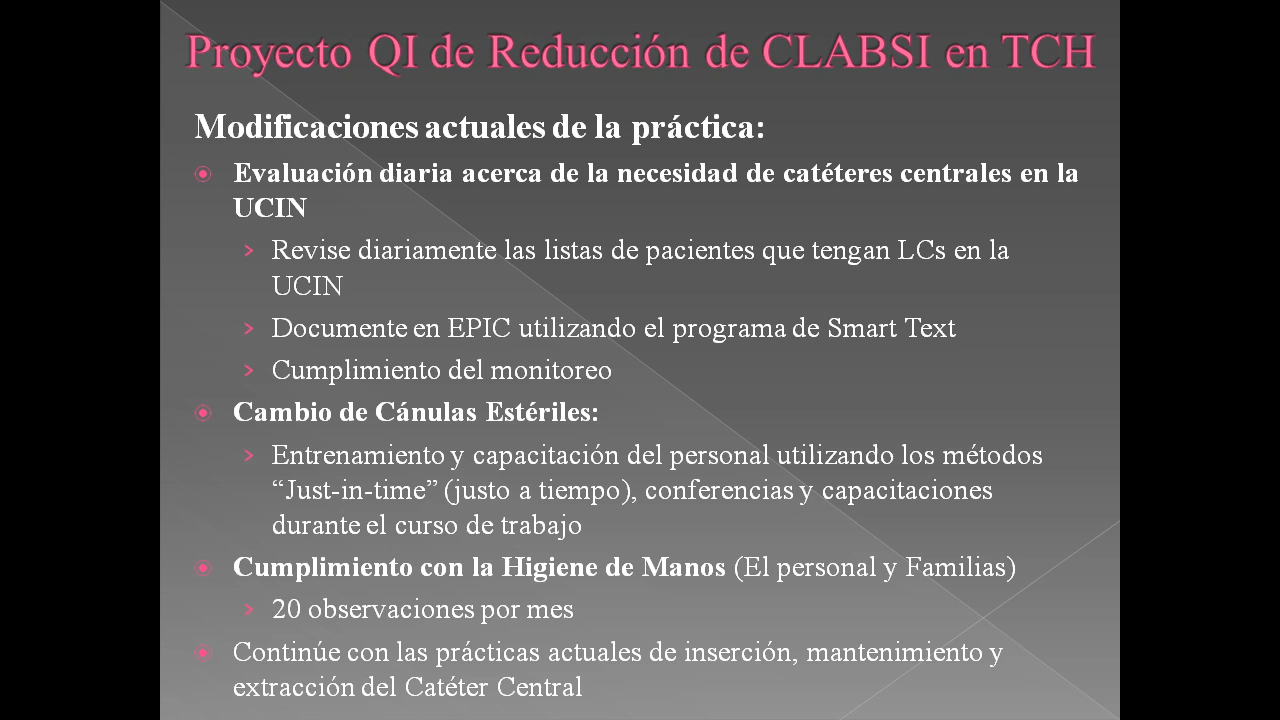 Proyecto QI de Reducción de CLABSI en TCH
Modificaciones actuales de la práctica:
Evaluación diaria acerca de la necesidad de catéteres centrales en la
UCIN
Revise diariamente las listas de pacientes que tengan LCs en la
UCIN
Documente en EPIC utilizando el programa de Smart Text
Cumplimiento del monitoreo
Cambio de Cánulas Estériles:
Entrenamiento y capacitación del personal utilizando los métodos
“Just-in-time” (justo a tiempo), conferencias y capacitaciones
durante el curso de trabajo
Cumplimiento con la Higiene de Manos (El personal y Familias)
20 observaciones por mes
Continúe con las prácticas actuales de inserción, mantenimiento y
extracción del Catéter Central